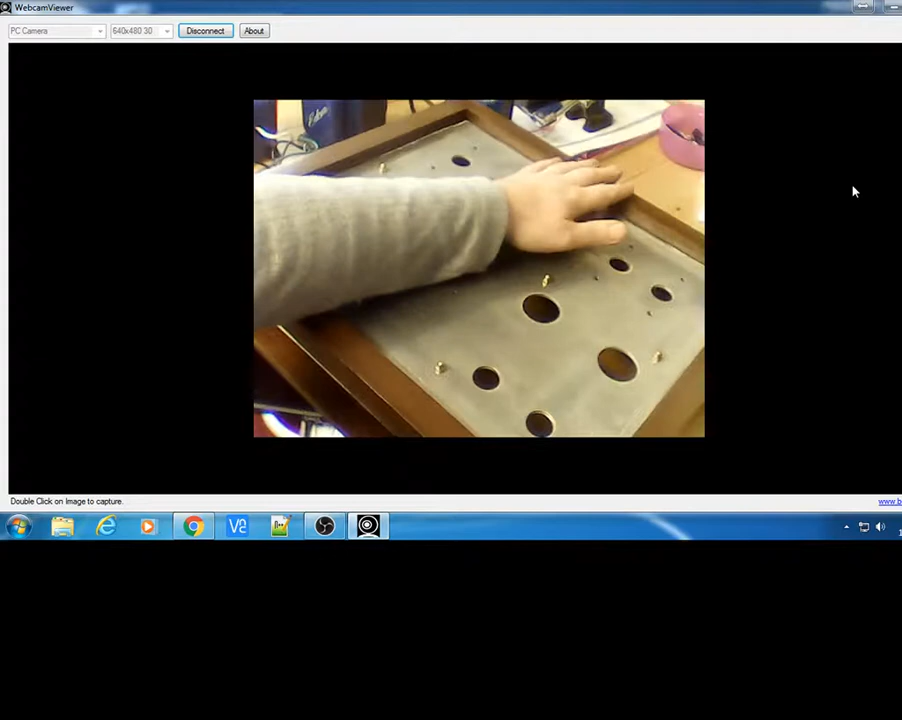 WebcamViewer
PC Camera
640x480 30
Disconnect
About
Double Click on Image to capture.